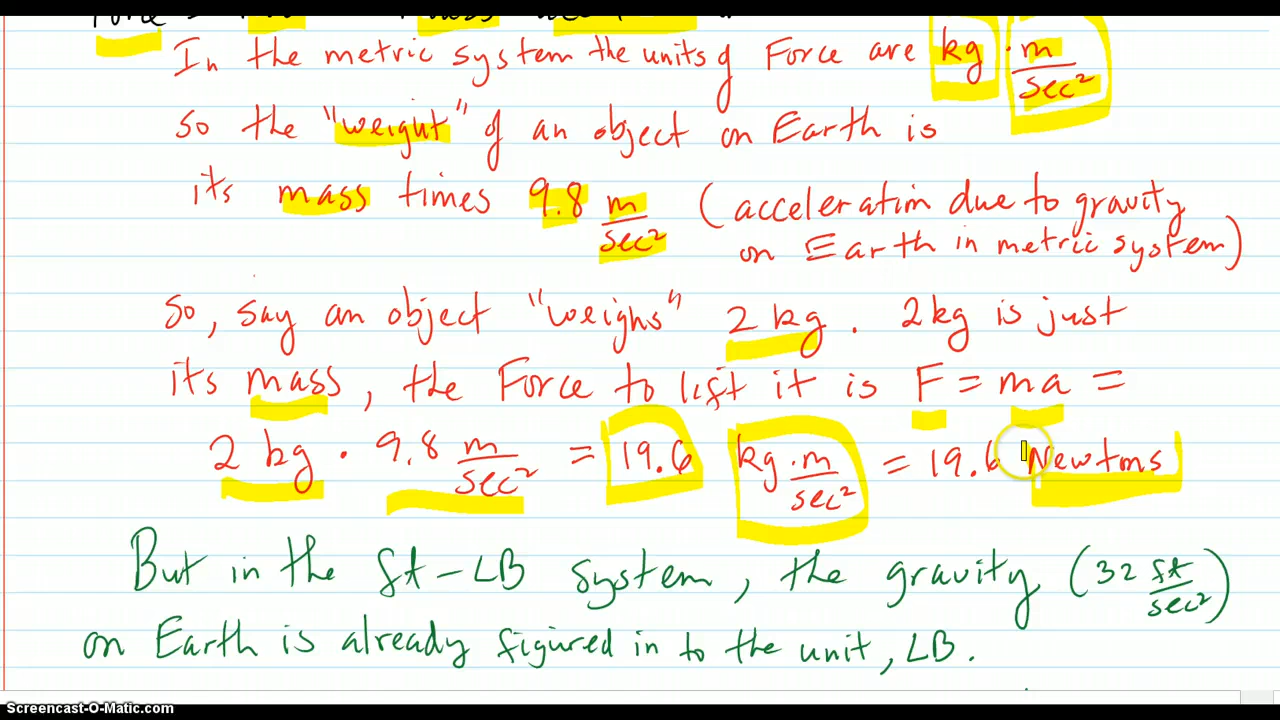 Force
In the metric system the units of Force are kg · m/sec²
so the "weight" of an object on Earth is
its mass times 9.8 m/sec² (acceleration due to gravity
on Earth in metric system)
So, say an object "weighs" 2 kg. 2kg is just
its mass, the Force to lift it is F = ma =
2 kg · 9.8 m/sec² = 19.6 kg·m/sec² = 19.6 Newtons
But in the ft-LB system, the gravity (32 ft/sec²)
on Earth is already figured in to the unit, LB.
Screencast-O-Matic.com